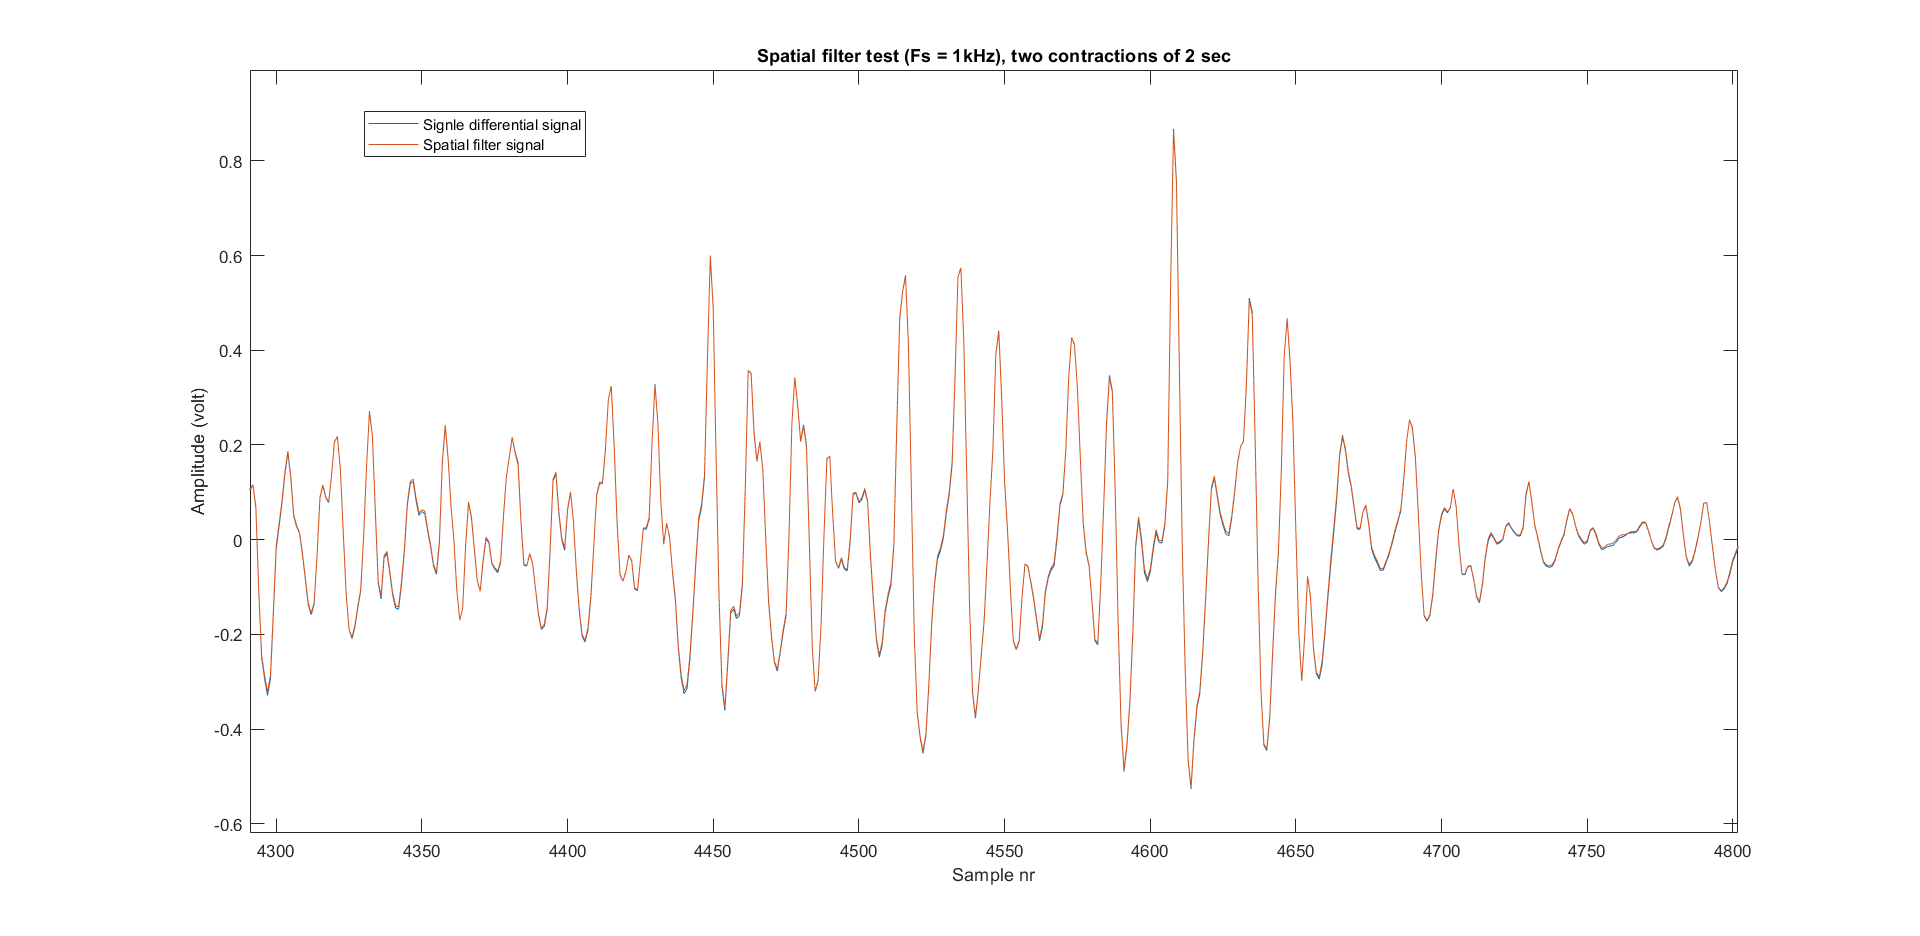 Spatial filter test (Fs = 1kHz), two contractions of 2 sec
Signle differential signal
Spatial filter signal
Amplitude (volt)
0.8
0.6
0.4
0.2
0
-0.2
-0.4
-0.6
4300 4350 4400 4450 4500 4550 4600 4650 4700 4750 4800
Sample nr